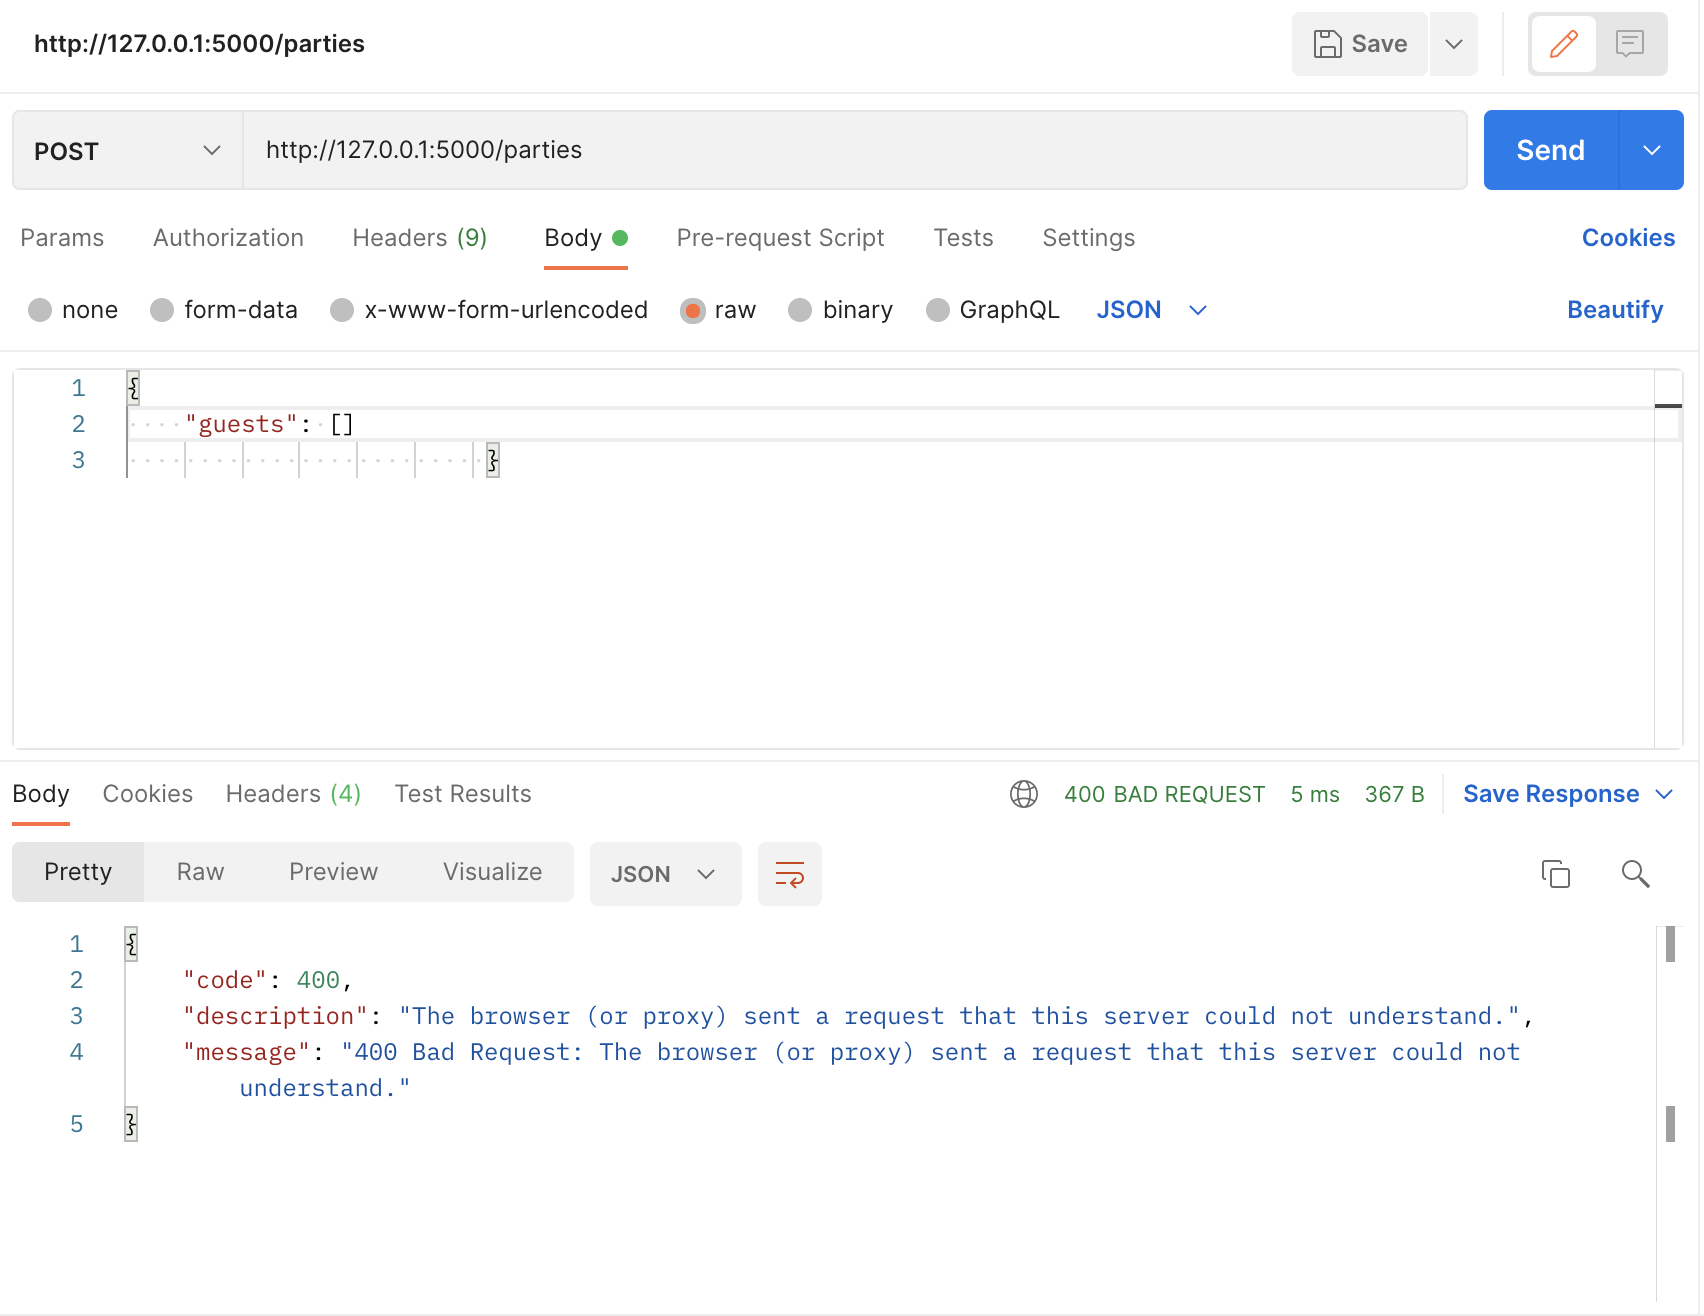 http://127.0.0.1:5000/parties
Save
POST
http://127.0.0.1:5000/parties
Send
Params Authorization Headers (9) Body Pre-request Script Tests Settings Cookies
none form-data x-www-form-urlencoded raw binary GraphQL JSON Beautify
1 {
2 "guests": []
3 }
Body Cookies Headers (4) Test Results 400 BAD REQUEST 5 ms 367 B Save Response
Pretty Raw Preview Visualize JSON
1 {
2 "code": 400,
3 "description": "The browser (or proxy) sent a request that this server could not understand.",
4 "message": "400 Bad Request: The browser (or proxy) sent a request that this server could not
understand."
5 }